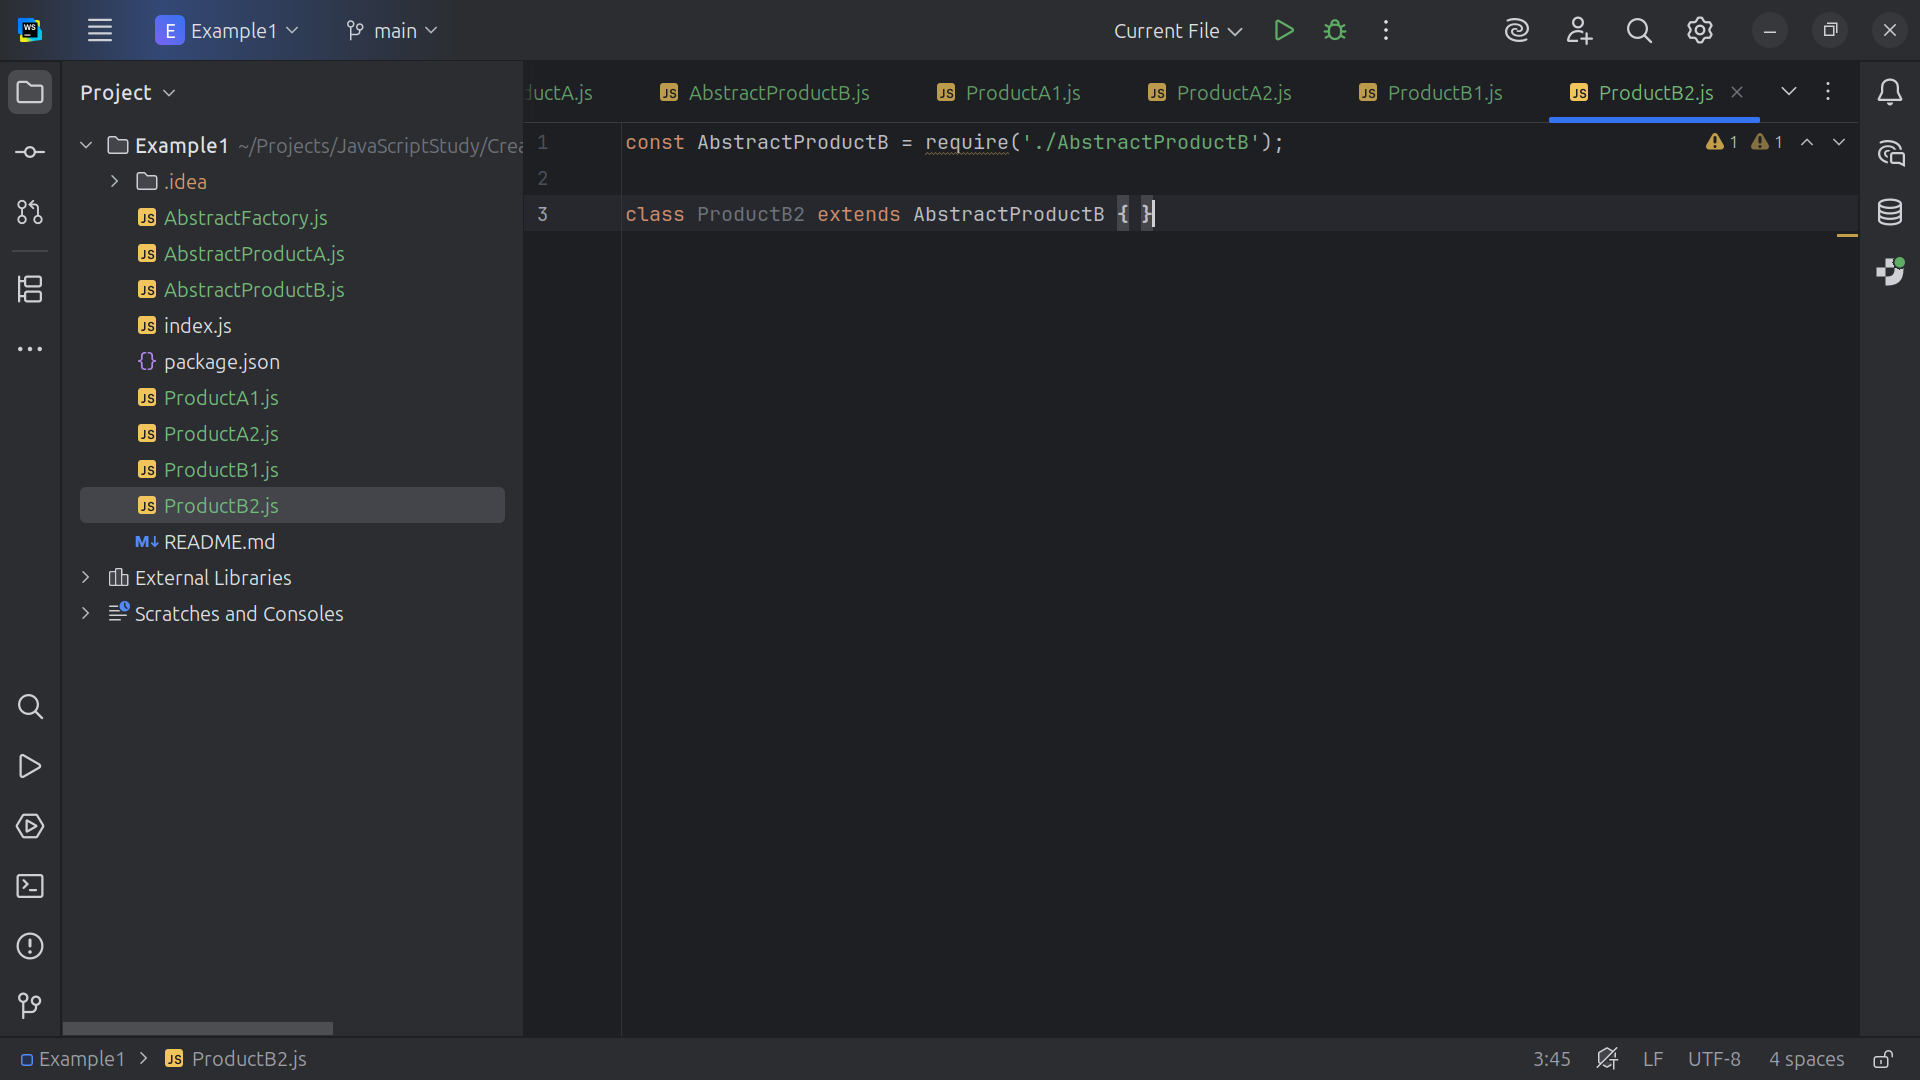 E Example1
main
Current File
Project
ductA.js
AbstractProductB.js
ProductA1.js
ProductA2.js
ProductB1.js
ProductB2.js
Example1 ~/Projects/JavaScriptStudy/Crea
.idea
AbstractFactory.js
AbstractProductA.js
AbstractProductB.js
index.js
package.json
ProductA1.js
ProductA2.js
ProductB1.js
ProductB2.js
README.md
External Libraries
Scratches and Consoles
1 const AbstractProductB = require('./AbstractProductB');
1 1
2
3 class ProductB2 extends AbstractProductB { }
Example1 > ProductB2.js
3:45
LF
UTF-8
4 spaces